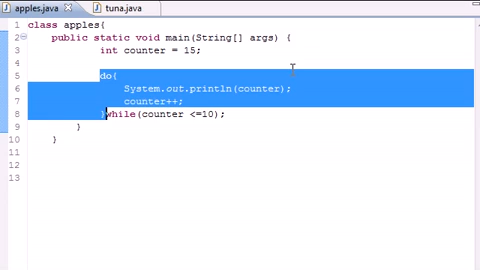 apples.java tuna.java
1 class apples{
2 public static void main(String[] args) {
3 int counter = 15;
4
5 do{
6 System.out.println(counter);
7 counter++;
8 }while(counter <=10);
9 }
10 }
11
12
13